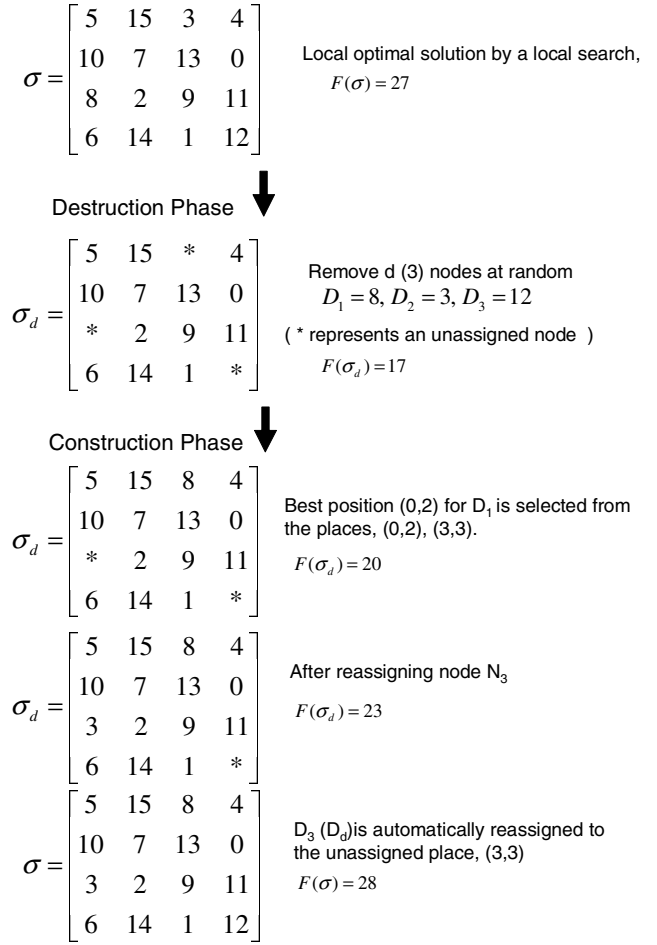 σ = [ 5 15 3 4
10 7 13 0
8 2 9 11
6 14 1 12 ]
Local optimal solution by a local search,
F(σ) = 27
Destruction Phase
σ_d = [ 5 15 * 4
10 7 13 0
* 2 9 11
6 14 1 * ]
Remove d (3) nodes at random
D₁ = 8, D₂ = 3, D₃ = 12
( * represents an unassigned node )
F(σ_d) = 17
Construction Phase
σ_d = [ 5 15 8 4
10 7 13 0
* 2 9 11
6 14 1 * ]
Best position (0,2) for D₁ is selected from
the places, (0,2), (3,3).
F(σ_d) = 20
σ_d = [ 5 15 8 4
10 7 13 0
3 2 9 11
6 14 1 * ]
After reassigning node N₃
F(σ_d) = 23
σ = [ 5 15 8 4
10 7 13 0
3 2 9 11
6 14 1 12 ]
D₃ (D_d)is automatically reassigned to
the unassigned place, (3,3)
F(σ) = 28